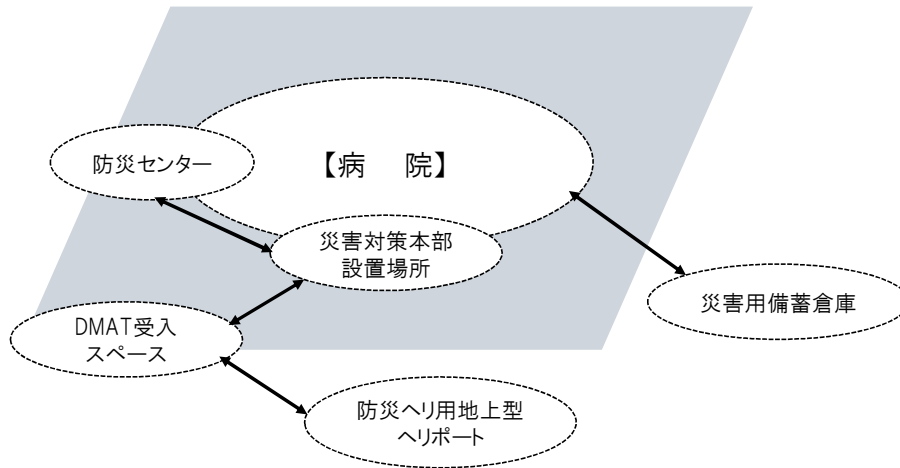 【病　院】
防災センター
災害対策本部
設置場所
災害用備蓄倉庫
DMAT受入
スペース
防災ヘリ用地上型
ヘリポート